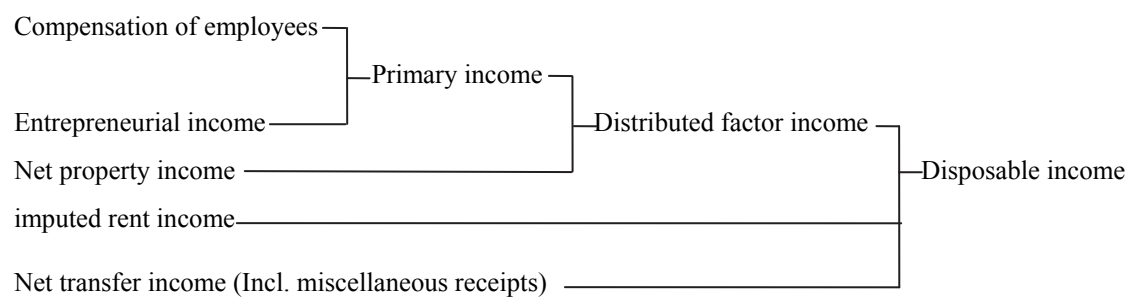 Compensation of employees
Primary income
Entrepreneurial income
Distributed factor income
Net property income
Disposable income
imputed rent income
Net transfer income (Incl. miscellaneous receipts)